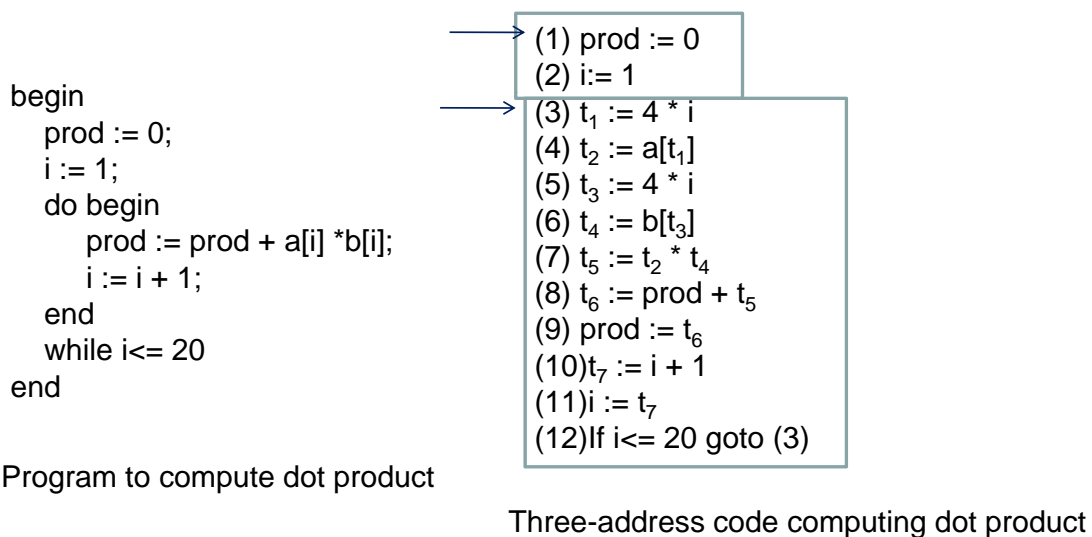 begin
prod := 0;
i := 1;
do begin
prod := prod + a[i] *b[i];
i := i + 1;
end
while i<= 20
end
Program to compute dot product
(1) prod := 0
(2) i:= 1
(3) t₁ := 4 * i
(4) t₂ := a[t₁]
(5) t₃ := 4 * i
(6) t₄ := b[t₃]
(7) t₅ := t₂ * t₄
(8) t₆ := prod + t₅
(9) prod := t₆
(10)t₇ := i + 1
(11)i := t₇
(12)If i<= 20 goto (3)
Three-address code computing dot product